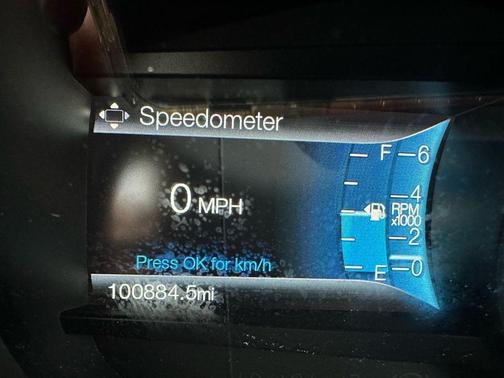 Speedometer
F
6
4
0 MPH
RPM
x1000
2
Press OK for km/h
E
0
100884.5mi